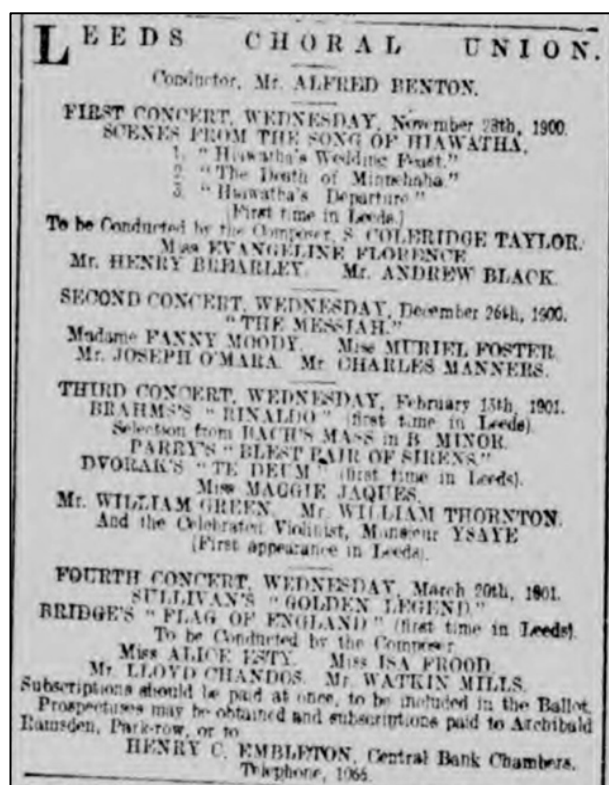 LEEDS CHORAL UNION.
Conductor, Mr. ALFRED BENTON.
FIRST CONCERT, WEDNESDAY, November 28th, 1900.
SCENES FROM THE SONG OF HIAWATHA.
1. "Hiawatha's Wedding Feast."
2. "The Death of Minnehaha."
3. "Hiawatha's Departure"
(First time in Leeds.)
To be Conducted by the Composer, S. COLERIDGE TAYLOR.
Miss EVANGELINE FLORENCE
Mr. HENRY BREARLEY. Mr. ANDREW BLACK.
SECOND CONCERT, WEDNESDAY, December 26th, 1900.
"THE MESSIAH."
Madame FANNY MOODY. Miss MURIEL FOSTER.
Mr. JOSEPH O'MARA. Mr. CHARLES MANNERS.
THIRD CONCERT, WEDNESDAY, February 13th, 1901.
BRAHMS'S "RINALDO" (first time in Leeds).
Selection from BACH'S MASS in B MINOR.
PARRY'S "BLEST PAIR OF SIRENS."
DVORAK'S "TE DEUM" (first time in Leeds).
Miss MAGGIE JAQUES.
Mr. WILLIAM GREEN. Mr. WILLIAM THORNTON.
And the Celebrated Violinist, Monsieur YSAYE
(First appearance in Leeds).
FOURTH CONCERT, WEDNESDAY, March 20th, 1901.
SULLIVAN'S "GOLDEN LEGEND."
BRIDGE'S "FLAG OF ENGLAND" (first time in Leeds).
To be Conducted by the Composer
Miss ALICE ESTY. Miss ISA FROOD.
Mr. LLOYD CHANDOS. Mr. WATKIN MILLS.
Subscriptions should be paid at once, to be included in the Ballot.
Prospectuses may be obtained and subscriptions paid to Archibald
Ramsden, Park-row, or to
HENRY C. EMBLETON, Central Bank Chambers.
Telephone, 1066.